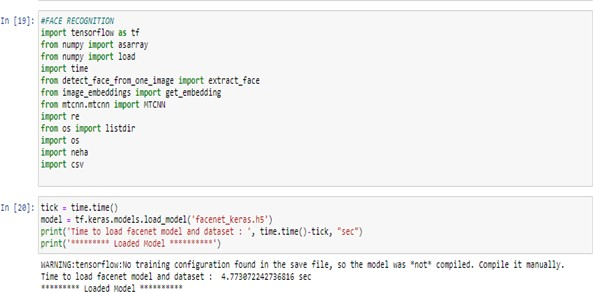 In [19]: #FACE RECOGNITION
import tensorflow as tf
from numpy import asarray
from numpy import load
import time
from detect_face_from_one_image import extract_face
from image_embeddings import get_embedding
from mtcnn.mtcnn import MTCNN
import re
from os import listdir
import os
import neha
import csv
In [20]: tick = time.time()
model = tf.keras.models.load_model('facenet_keras.h5')
print('Time to load facenet model and dataset : ', time.time()-tick, "sec")
print('********* Loaded Model **********')
WARNING:tensorflow:No training configuration found in the save file, so the model was *not* compiled. Compile it manually.
Time to load facenet model and dataset :  4.773072242736816 sec
********* Loaded Model **********